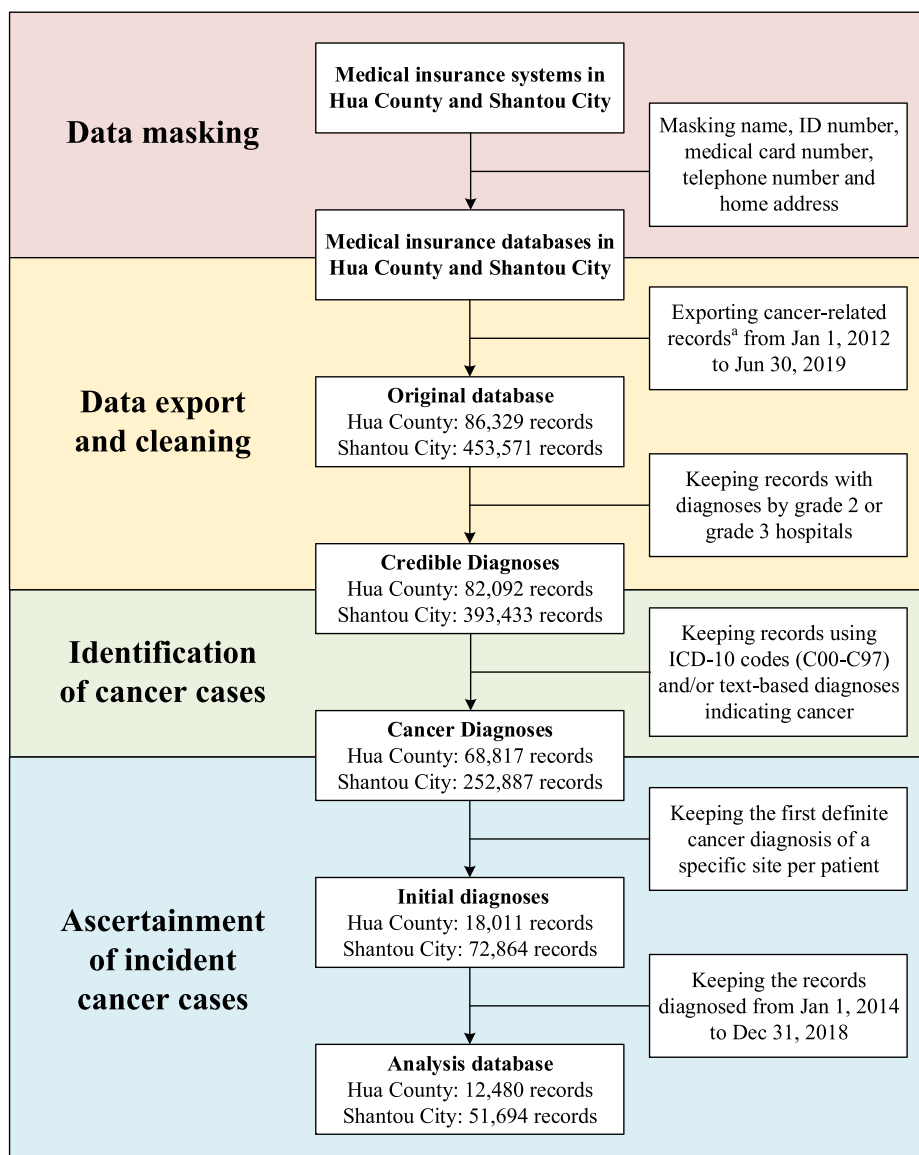 Data masking
Medical insurance systems in
Hua County and Shantou City
Masking name, ID number,
medical card number,
telephone number and
home address
Medical insurance databases in
Hua County and Shantou City
Data export
and cleaning
Exporting cancer-related
recordsᵃ from Jan 1, 2012
to Jun 30, 2019
Original database
Hua County: 86,329 records
Shantou City: 453,571 records
Keeping records with
diagnoses by grade 2 or
grade 3 hospitals
Credible Diagnoses
Hua County: 82,092 records
Shantou City: 393,433 records
Identification
of cancer cases
Keeping records using
ICD-10 codes (C00-C97)
and/or text-based diagnoses
indicating cancer
Cancer Diagnoses
Hua County: 68,817 records
Shantou City: 252,887 records
Ascertainment
of incident
cancer cases
Keeping the first definite
cancer diagnosis of a
specific site per patient
Initial diagnoses
Hua County: 18,011 records
Shantou City: 72,864 records
Keeping the records
diagnosed from Jan 1, 2014
to Dec 31, 2018
Analysis database
Hua County: 12,480 records
Shantou City: 51,694 records